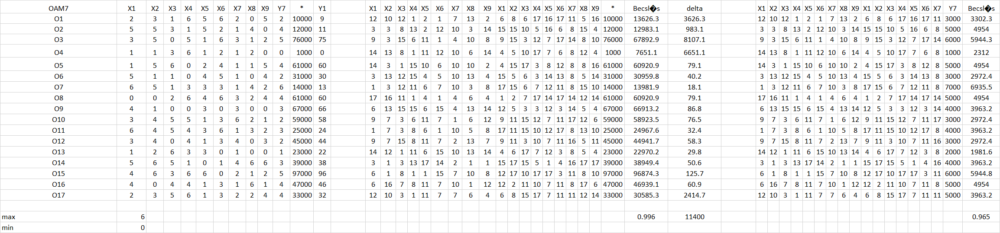 OAM7 X1 X2 X3 X4 X5 X6 X7 X8 X9 Y7 * Y1 X1 X2 X3 X4 X5 X6 X7 X8 X9 X1 X2 X3 X4 X5 X6 X7 X8 X9 * Becsl�s delta X1 X2 X3 X4 X5 X6 X7 X8 X9 X1 X2 X3 X4 X5 X6 X7 Y7 Becsl�s
O1 2 3 1 6 5 6 2 0 5 2 10000 9 12 10 12 1 2 1 7 13 2 6 8 6 17 16 17 11 5 16 10000 13626.3 3626.3 12 10 12 1 2 1 7 13 2 6 8 6 17 16 17 11 3000 3302.3
O2 5 5 3 1 5 2 1 4 0 4 12000 11 3 3 8 13 2 12 10 3 14 15 15 10 5 16 6 8 15 4 12000 12983.1 983.1 3 3 8 13 2 12 10 3 14 15 15 10 5 16 6 8 5000 4954
O3 3 5 0 5 1 6 3 1 2 5 76000 75 9 3 15 6 11 1 4 10 8 9 15 3 12 7 17 14 8 10 76000 67892.9 8107.1 9 3 15 6 11 1 4 10 8 9 15 3 12 7 17 14 6000 5944.3
O4 1 1 3 6 1 2 1 2 0 0 1000 0 14 13 8 1 11 12 10 6 14 4 5 10 17 7 6 8 12 4 1000 7651.1 6651.1 14 13 8 1 11 12 10 6 14 4 5 10 17 7 6 8 1000 2312
O5 1 5 6 0 2 4 1 1 5 4 61000 60 14 3 1 15 10 6 10 10 2 4 15 17 3 8 12 8 8 16 61000 60920.9 79.1 14 3 1 15 10 6 10 10 2 4 15 17 3 8 12 8 5000 4954
O6 5 1 1 0 4 5 1 0 4 2 31000 30 3 13 12 15 4 5 10 13 4 15 5 6 3 14 13 8 5 14 31000 30959.8 40.2 3 13 12 15 4 5 10 13 4 15 5 6 3 14 13 8 3000 2972.4
O7 6 5 1 3 3 3 1 4 2 6 14000 13 1 3 12 11 6 7 10 3 8 17 15 6 7 12 11 8 15 10 14000 13981.9 18.1 1 3 12 11 6 7 10 3 8 17 15 6 7 12 11 8 7000 6935.5
O8 0 0 2 6 4 6 3 2 4 4 61000 60 17 16 11 1 4 1 4 6 4 1 2 7 17 14 17 14 12 14 61000 60920.9 79.1 17 16 11 1 4 1 4 6 4 1 2 7 17 14 17 14 5000 4954
O9 4 1 0 0 3 0 3 0 0 3 67000 66 6 13 15 15 6 15 4 13 14 12 5 3 3 12 3 14 5 4 67000 66913.2 86.8 6 13 15 15 6 15 4 13 14 12 5 3 3 12 3 14 4000 3963.2
O10 3 4 5 5 1 3 6 2 1 2 59000 58 9 7 3 6 11 7 1 6 12 9 11 15 12 7 11 17 12 6 59000 58923.5 76.5 9 7 3 6 11 7 1 6 12 9 11 15 12 7 11 17 3000 2972.4
O11 6 4 5 4 3 6 1 3 2 3 25000 24 1 7 3 8 6 1 10 5 8 17 11 15 10 12 17 8 13 10 25000 24967.6 32.4 1 7 3 8 6 1 10 5 8 17 11 15 10 12 17 8 4000 3963.2
O12 3 4 0 4 1 3 4 0 3 2 45000 44 9 7 15 8 11 7 2 13 7 9 11 3 10 7 11 16 5 11 45000 44941.7 58.3 9 7 15 8 11 7 2 13 7 9 11 3 10 7 11 16 3000 2972.4
O13 1 2 6 3 3 0 1 0 0 1 23000 22 14 12 1 11 6 15 10 13 14 4 6 17 7 12 3 8 5 4 23000 22970.2 29.8 14 12 1 11 6 15 10 13 14 4 6 17 7 12 3 8 2000 1981.6
O14 5 6 5 1 0 1 4 6 6 3 39000 38 3 1 3 13 17 14 2 1 1 15 17 15 5 1 4 16 17 17 39000 38949.4 50.6 3 1 3 13 17 14 2 1 1 15 17 15 5 1 4 16 4000 3963.2
O15 4 6 3 6 6 0 2 1 2 5 97000 96 6 1 8 1 1 15 7 10 8 12 17 10 17 17 3 11 8 10 97000 96874.3 125.7 6 1 8 1 1 15 7 10 8 12 17 10 17 17 3 11 6000 5944.8
O16 4 0 4 4 1 3 1 6 1 4 47000 46 6 16 7 8 11 7 10 1 12 12 2 11 10 7 11 8 17 6 47000 46939.1 60.9 6 16 7 8 11 7 10 1 12 12 2 11 10 7 11 8 5000 4954
O17 2 3 5 6 1 3 2 2 4 4 33000 32 12 10 3 1 11 7 7 6 4 6 8 15 17 7 11 11 12 14 33000 30585.3 2414.7 12 10 3 1 11 7 7 6 4 6 8 15 17 7 11 11 5000 3963.2
max 6 0.996 11400 0.965
min 0